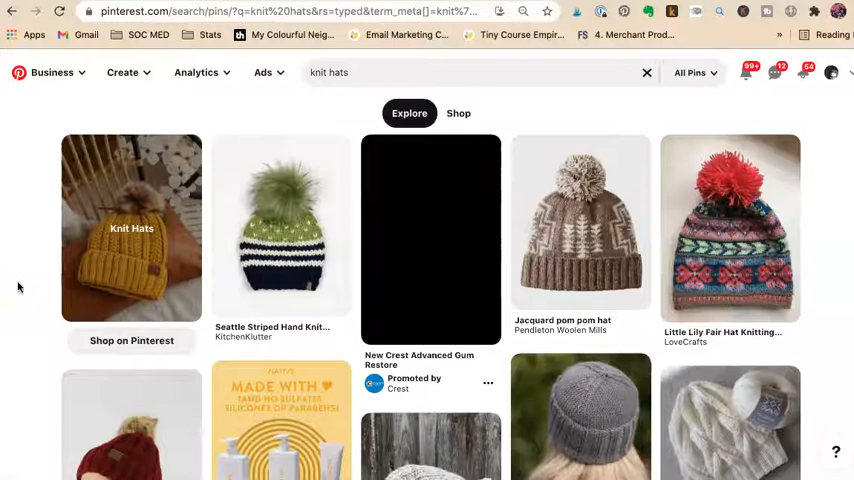 pinterest.com/search/pins/?q=knit%20hats&rs=typed&term_meta[]=knit%7...
Apps
Gmail
SOC MED
Stats
My Colourful Neig...
Email Marketing C...
Tiny Course Empir...
FS 4. Merchant Prod...
»
Reading
Business
Create
Analytics
Ads
knit hats
All Pins
99+
12
54
Explore
Shop
Knit Hats
Shop on Pinterest
Seattle Striped Hand Knit...
KitchenKlutter
New Crest Advanced Gum
Restore
Promoted by
Crest
Jacquard pom pom hat
Pendleton Woolen Mills
Little Lily Fair Hat Knitting...
LoveCrafts
MADE WITH
(AND NO SULFATES
SILICONES OR PARABENS)
?